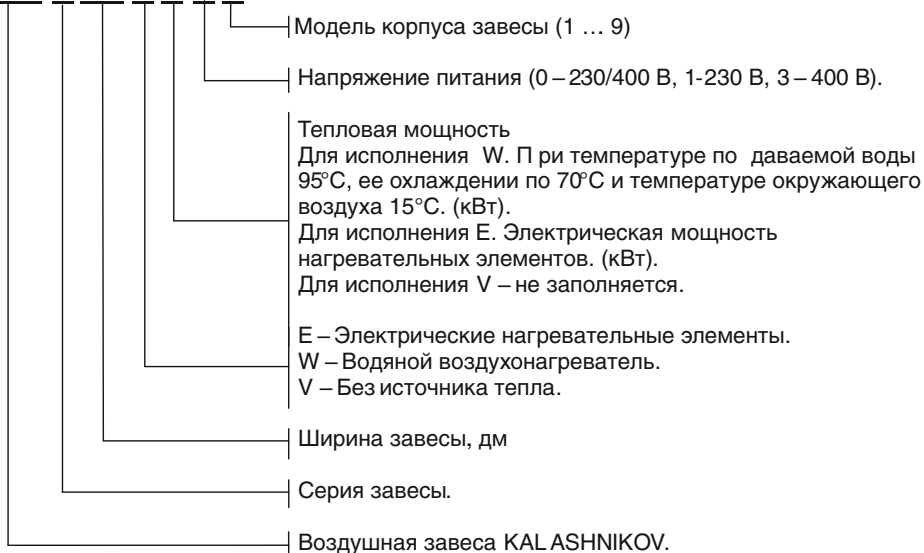 Модель корпуса завесы (1 … 9)
Напряжение питания (0 – 230/400 В, 1-230 В, 3 – 400 В).
Тепловая мощность
Для исполнения W. П ри температуре по даваемой воды
95°С, ее охлаждении по 70°С и температуре окружающего
воздуха 15°С. (кВт).
Для исполнения Е. Электрическая мощность
нагревательных элементов. (кВт).
Для исполнения V – не заполняется.
Е – Электрические нагревательные элементы.
W – Водяной воздухонагреватель.
V – Без источника тепла.
Ширина завесы, дм
Серия завесы.
Воздушная завеса KAL ASHNIKOV.